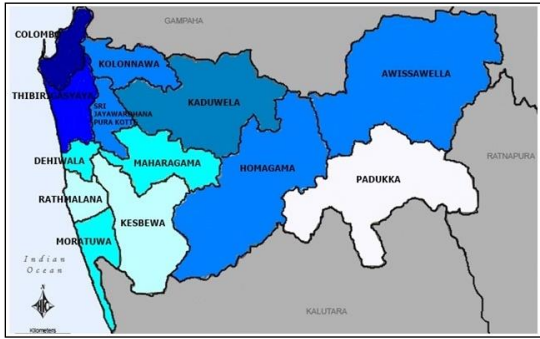 GAMPAHA
COLOMBO
KOLONNAWA
AWISSAWELLA
THIBIRIGASYAYA
KADUWELA
SRI
JAYAWARDHANA
PURA KOTTE
DEHIWALA
MAHARAGAMA
HOMAGAMA
RATNAPURA
PADUKKA
RATHMALANA
KESBEWA
MORATUWA
Indian
Ocean
N
KALUTARA
Kilometers